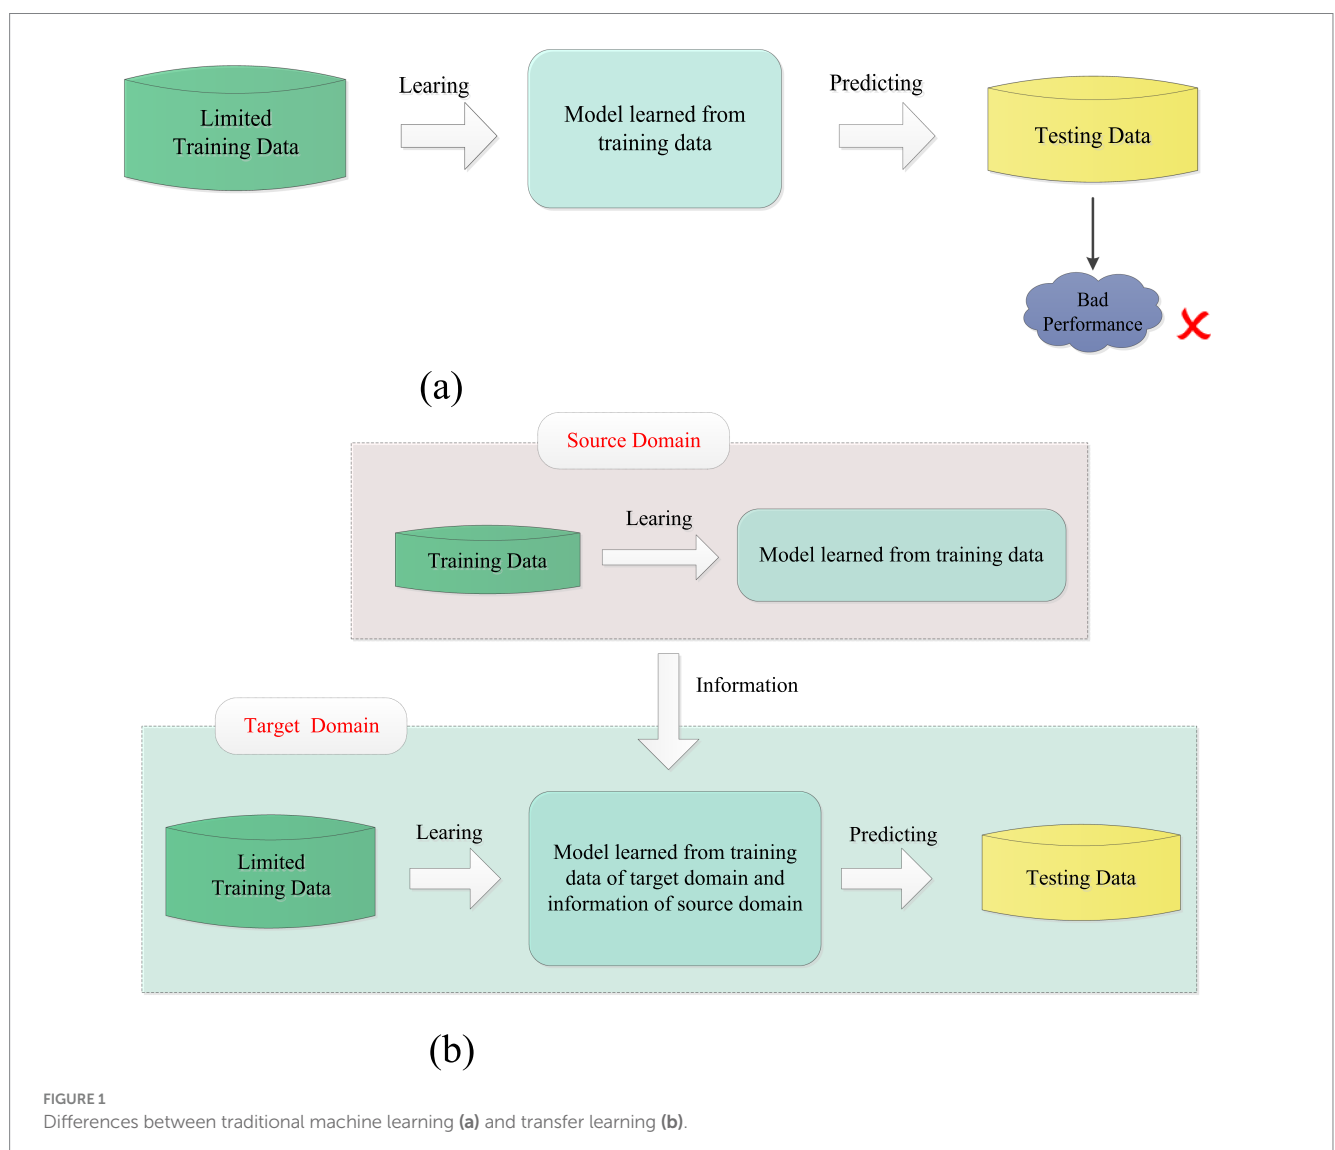 Limited
Training Data
Learing
Model learned from
training data
Predicting
Testing Data
Bad
Performance
(a)
Source Domain
Training Data
Learing
Model learned from training data
Information
Target Domain
Limited
Training Data
Learing
Model learned from training
data of target domain and
information of source domain
Predicting
Testing Data
(b)
FIGURE 1
Differences between traditional machine learning (a) and transfer learning (b).